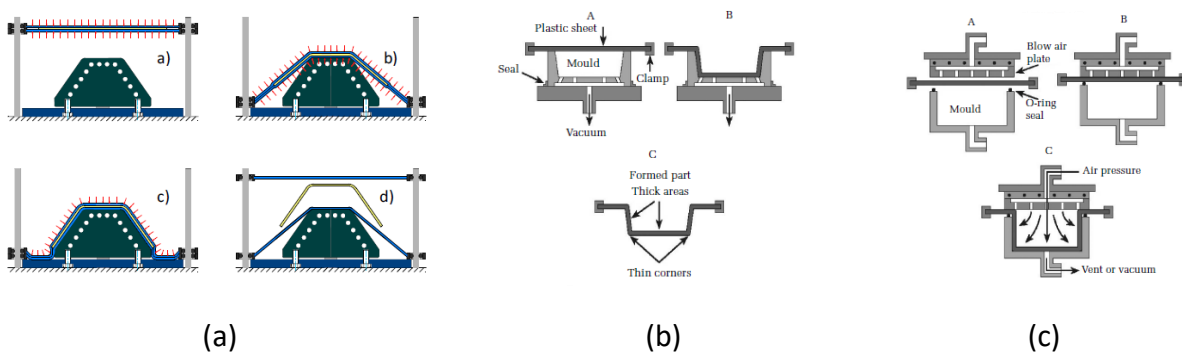 a)
b)
c)
d)
(a)
A
B
Plastic sheet
Mould
Seal
Clamp
Vacuum
C
Formed part
Thick areas
Thin corners
(b)
A
B
Blow air
plate
O-ring
seal
Mould
C
Air pressure
Vent or vacuum
(c)